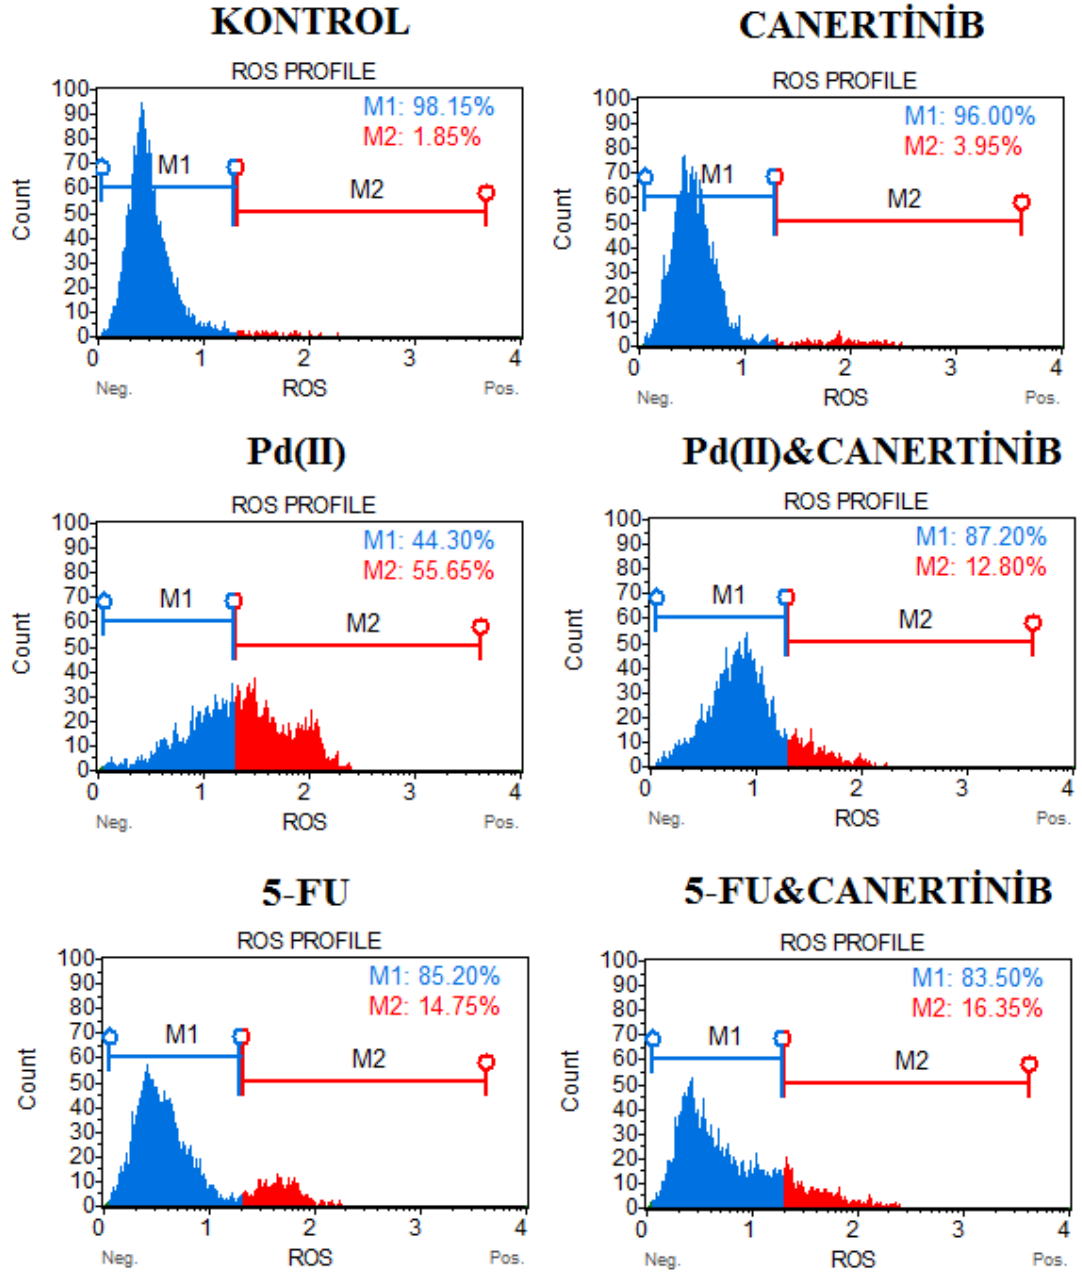 KONTROL
ROS PROFILE
M1: 98.15%
M2: 1.85%
M1
M2
Count
100
90
80
70
60
50
40
30
20
10
0
0 1 2 3 4
Neg. ROS Pos.
CANERTİNİB
ROS PROFILE
M1: 96.00%
M2: 3.95%
M1
M2
Count
100
90
80
70
60
50
40
30
20
10
0
0 1 2 3 4
Neg. ROS Pos.
Pd(II)
ROS PROFILE
M1: 44.30%
M2: 55.65%
M1
M2
Count
100
90
80
70
60
50
40
30
20
10
0
0 1 2 3 4
Neg. ROS Pos.
Pd(II)&CANERTİNİB
ROS PROFILE
M1: 87.20%
M2: 12.80%
M1
M2
Count
100
90
80
70
60
50
40
30
20
10
0
0 1 2 3 4
Neg. ROS Pos.
5-FU
ROS PROFILE
M1: 85.20%
M2: 14.75%
M1
M2
Count
100
90
80
70
60
50
40
30
20
10
0
0 1 2 3 4
Neg. ROS Pos.
5-FU&CANERTİNİB
ROS PROFILE
M1: 83.50%
M2: 16.35%
M1
M2
Count
100
90
80
70
60
50
40
30
20
10
0
0 1 2 3 4
Neg. ROS Pos.